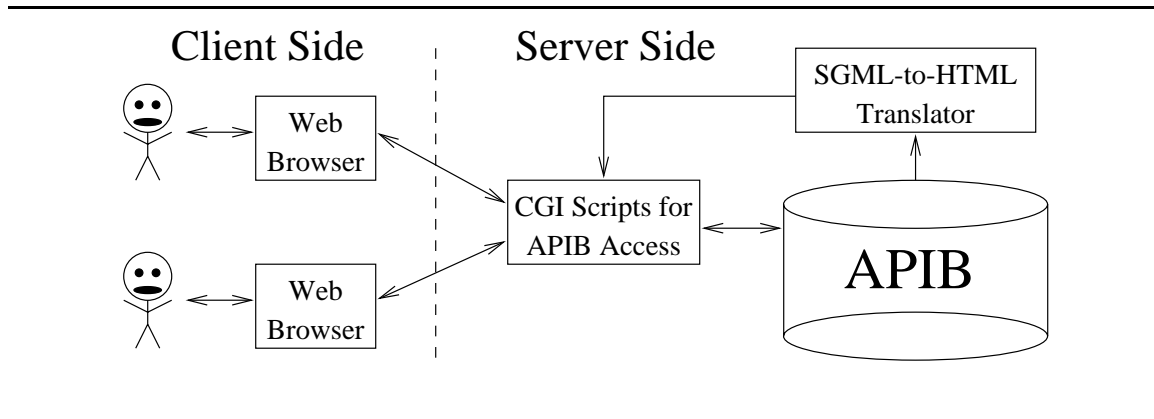 Client Side
Server Side
SGML-to-HTML
Translator
Web
Browser
CGI Scripts for
APIB Access
APIB
Web
Browser